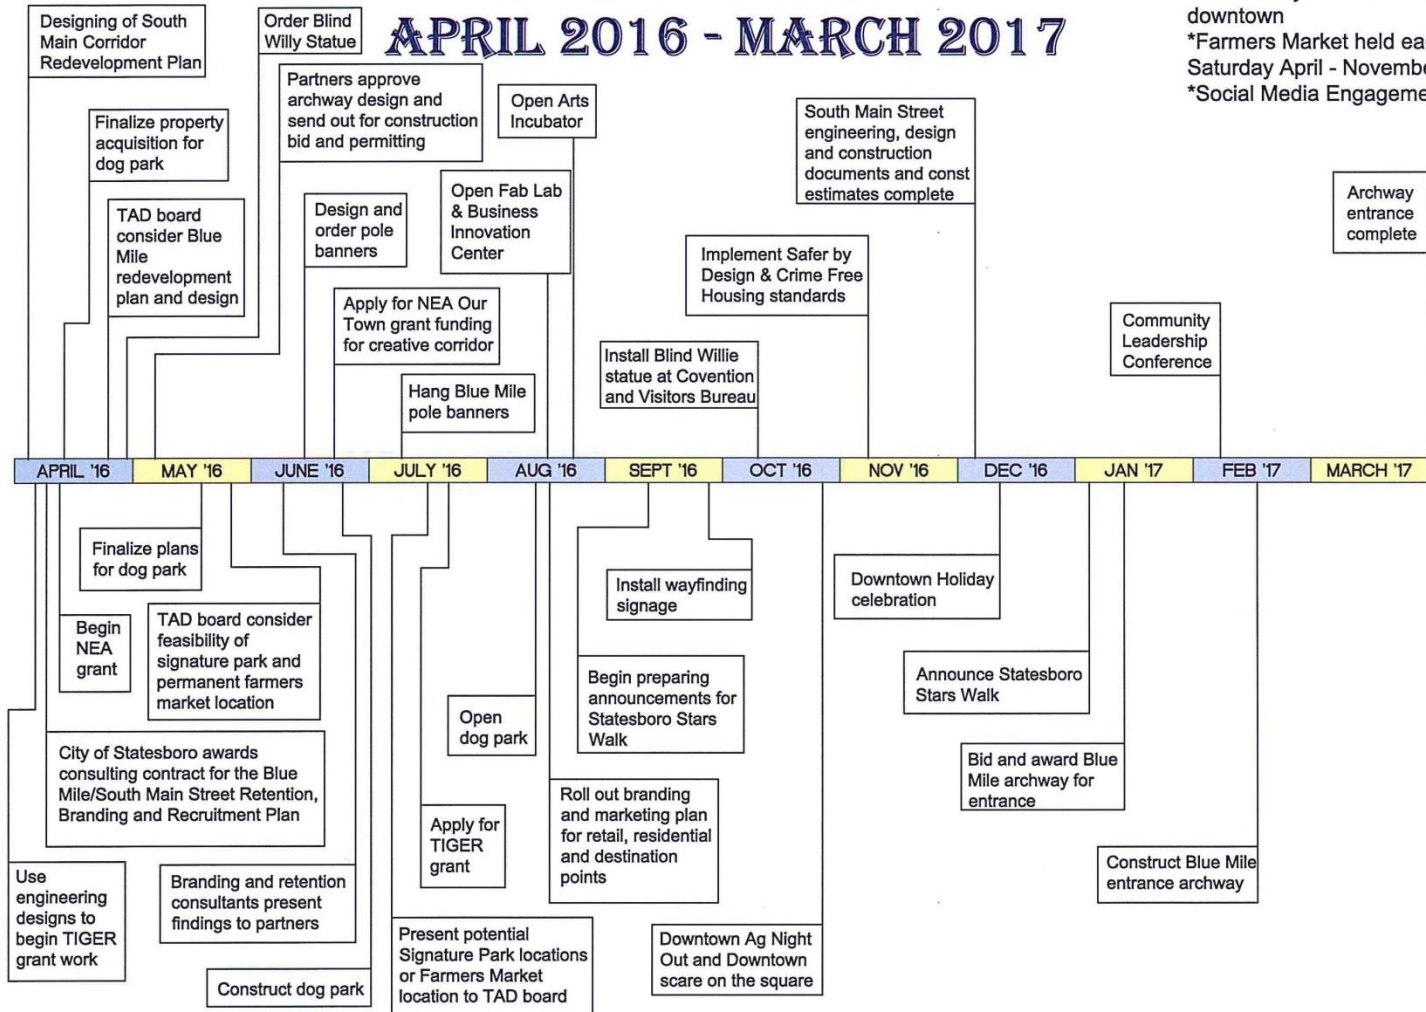 APRIL 2016 - MARCH 2017
downtown
*Farmers Market held
Saturday April -
*Social Media
Designing of South
Main Corridor
Redevelopment Plan
Order Blind
Willy Statue
Partners approve
archway design and
send out for construction
bid and permitting
Open Arts
Incubator
Finalize property
acquisition for
dog park
South Main Street
engineering, design
and construction
documents and const
estimates complete
Archway
entrance
complete
TAD board
consider Blue
Mile
redevelopment
plan and design
Design and
order pole
banners
Open Fab Lab
& Business
Innovation
Center
Implement Safer by
Design & Crime Free
Housing standards
Apply for NEA Our
Town grant funding
for creative corridor
Community
Leadership
Conference
Install Blind Willie
statue at Covention
and Visitors Bureau
Hang Blue Mile
pole banners
APRIL '16 MAY '16 JUNE '16 JULY '16 AUG '16 SEPT '16 OCT '16 NOV '16 DEC '16 JAN '17 FEB '17 MARCH '17
Finalize plans
for dog park
Begin
NEA
grant
TAD board consider
feasibility of
signature park and
permanent farmers
market location
City of Statesboro awards
consulting contract for the Blue
Mile/South Main Street Retention,
Branding and Recruitment Plan
Use
engineering
designs to
begin TIGER
grant work
Branding and retention
consultants present
findings to partners
Construct dog park
Present potential
Signature Park locations
or Farmers Market
location to TAD board
Apply for
TIGER
grant
Open
dog park
Roll out branding
and marketing plan
for retail, residential
and destination
points
Begin preparing
announcements for
Statesboro Stars
Walk
Install wayfinding
signage
Downtown Ag Night
Out and Downtown
scare on the square
Downtown Holiday
celebration
Announce Statesboro
Stars Walk
Bid and award Blue
Mile archway for
entrance
Construct Blue Mile
entrance archway